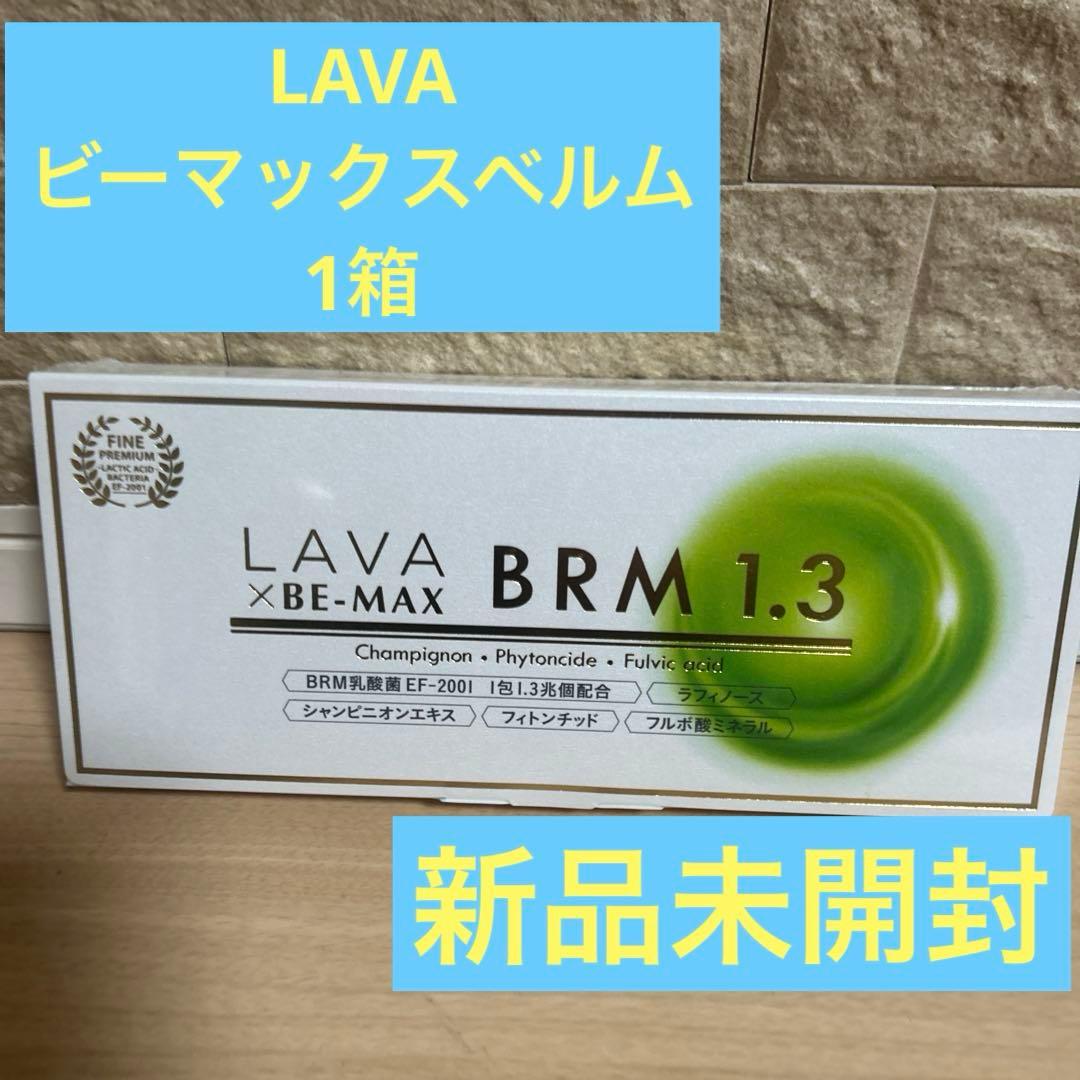 LAVA
ビーマックスベルム
1箱
FINE
PREMIUM
-LACTIC ACID-
BACTERIA
EF-2001
LAVA
×BE-MAX BRM 1.3
Champignon • Phytoncide • Fulvic acid
BRM乳酸菌EF-2001 1包1.3兆個配合 ラフィノース
シャンピニオンエキス フィトンチッド フルボ酸ミネラル
新品未開封